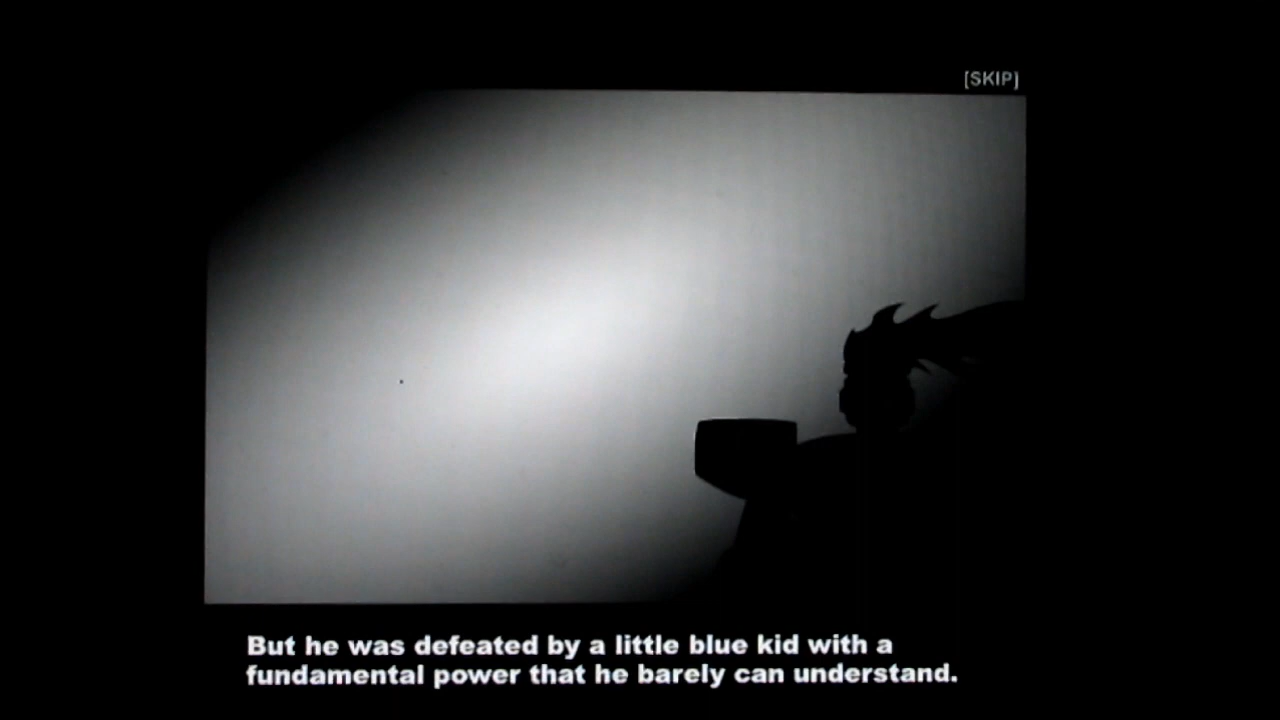 [SKIP]
But he was defeated by a little blue kid with a
fundamental power that he barely can understand.